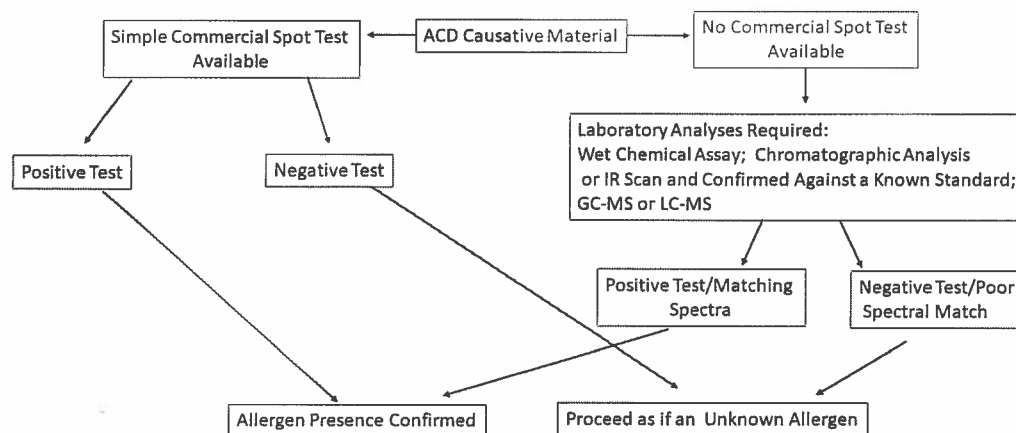 Simple Commercial Spot Test
Available
ACD Causative Material
No Commercial Spot Test
Available
Laboratory Analyses Required:
Wet Chemical Assay; Chromatographic Analysis
or IR Scan and Confirmed Against a Known Standard;
GC-MS or LC-MS
Positive Test
Negative Test
Positive Test/Matching
Spectra
Negative Test/Poor
Spectral Match
Allergen Presence Confirmed
Proceed as if an Unknown Allergen